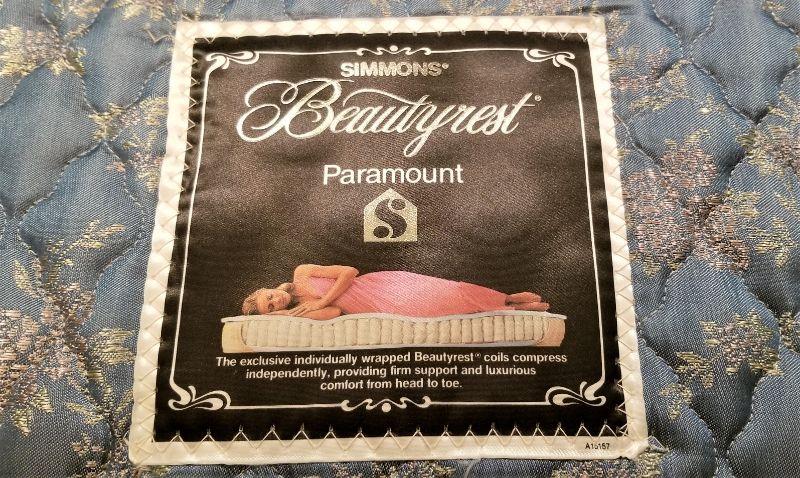 SIMMONS®
Beautyrest®
Paramount
S
The exclusive individually wrapped Beautyrest® coils compress
independently, providing firm support and luxurious
comfort from head to toe.
A15157